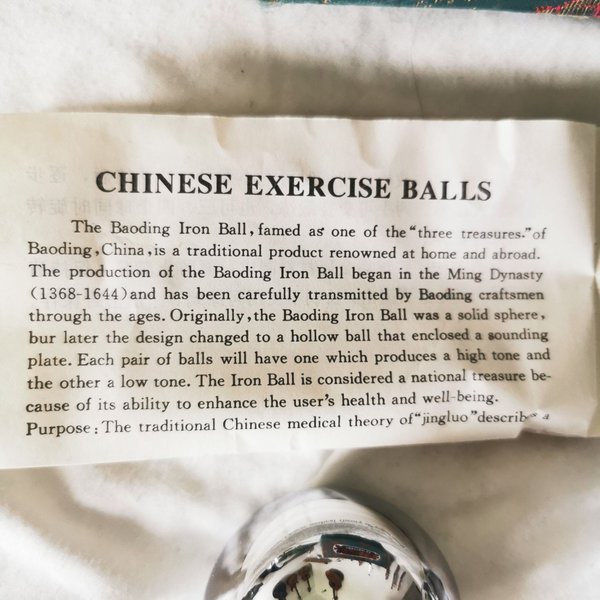 CHINESE EXERCISE BALLS
The Baoding Iron Ball, famed as one of the "three treasures." of
Baoding, China, is a traditional product renowned at home and abroad.
The production of the Baoding Iron Ball began in the Ming Dynasty
(1368-1644) and has been carefully transmitted by Baoding craftsmen
through the ages. Originally, the Baoding Iron Ball was a solid sphere,
bur later the design changed to a hollow ball that enclosed a sounding
plate. Each pair of balls will have one which produces a high tone and
the other a low tone. The Iron Ball is considered a national treasure be-
cause of its ability to enhance the user's health and well-being.
Purpose: The traditional Chinese medical theory of "jingluo" describes a